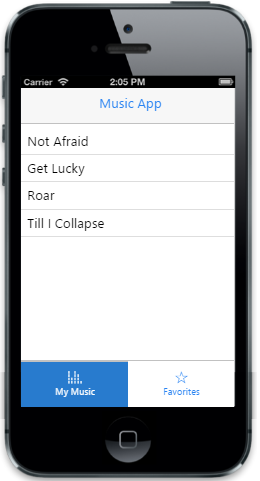 Carrier 2:05 PM
Music App
Not Afraid
Get Lucky
Roar
Till I Collapse
My Music Favorites